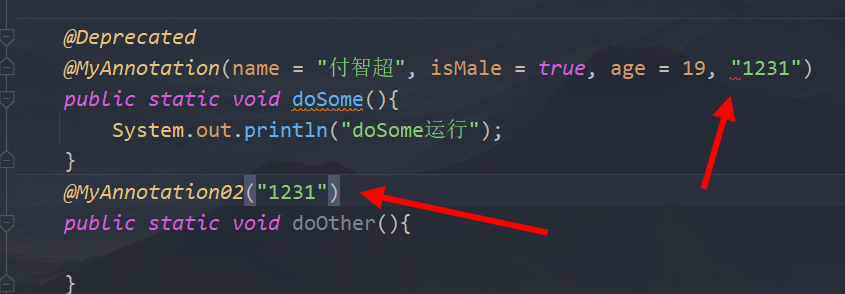 @Deprecated
@MyAnnotation(name = "付智超", isMale = true, age = 19, "1231")
public static void doSome(){
System.out.println("doSome运行");
}
@MyAnnotation02("1231")
public static void doOther(){
}